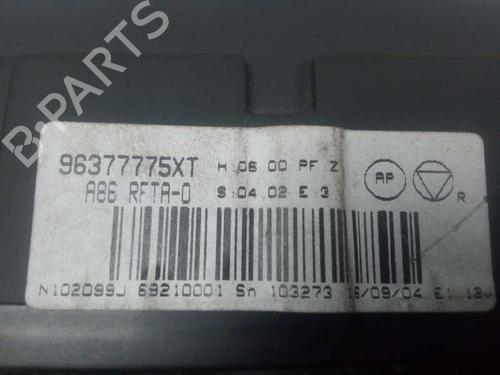 B-PARTS
96377775XT H.06 00 PF Z
A86 RFTA-0 S 04.02 E 3
AP R
N102099J 69210001 Sn 103273 16/09/04 E1 12J